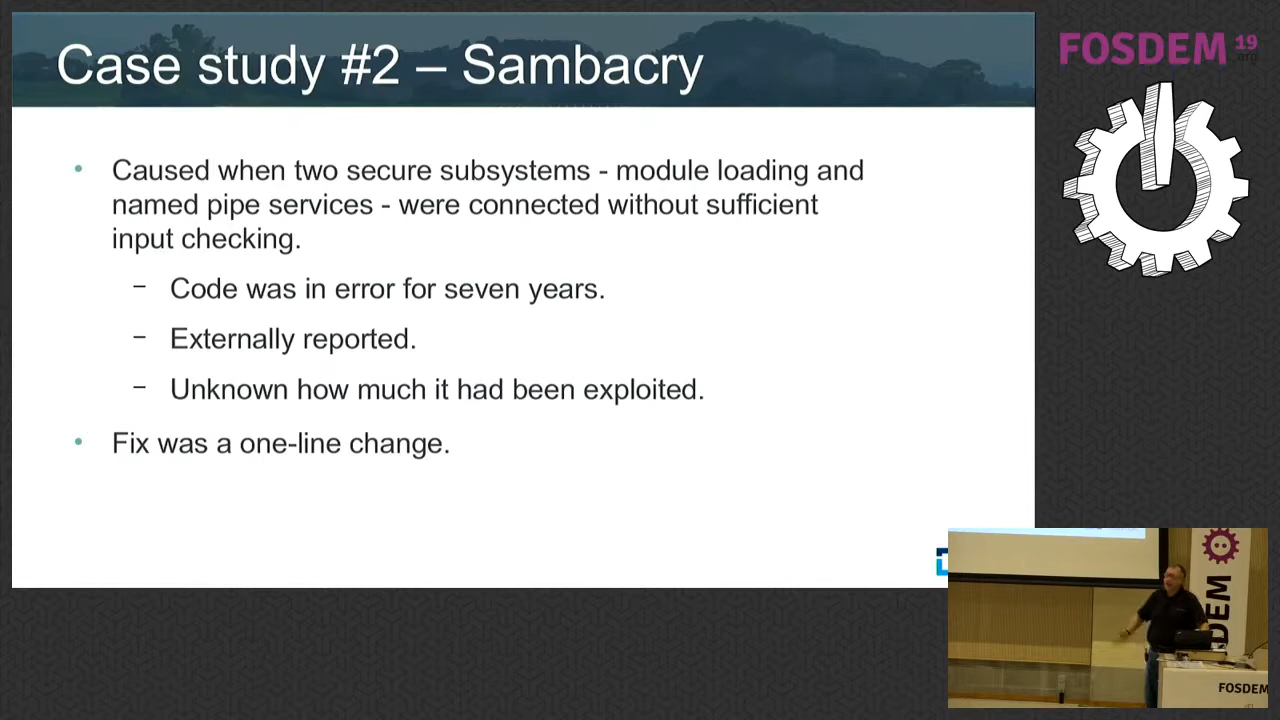 Case study #2 – Sambacry
FOSDEM 19
.org
• Caused when two secure subsystems - module loading and
named pipe services - were connected without sufficient
input checking.
– Code was in error for seven years.
– Externally reported.
– Unknown how much it had been exploited.
• Fix was a one-line change.
DEM
FOSDEM